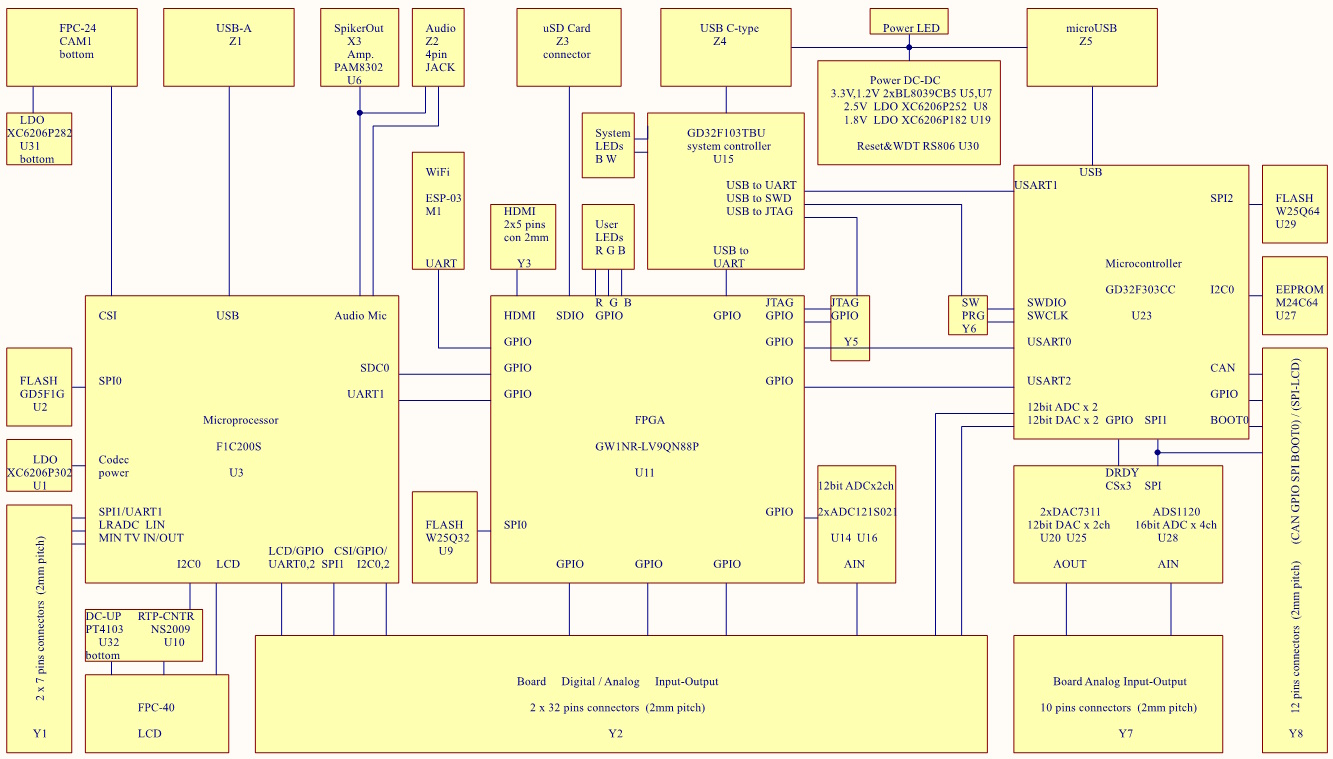 FPC-24
CAM1
bottom
USB-A
Z1
SpikerOut
X3
Amp.
PAM8302
U6
Audio
Z2
4pin
JACK
uSD Card
Z3
connector
USB C-type
Z4
Power LED
microUSB
Z5
Power DC-DC
3.3V,1.2V 2xBL8039CB5 U5,U7
2.5V LDO XC6206P252 U8
1.8V LDO XC6206P182 U19
Reset&WDT RS806 U30
LDO
XC6206P282
U31
bottom
System
LEDs
B W
GD32F103TBU
system controller
U15
USB to UART
USB to SWD
USB to JTAG
USB to
UART
WiFi
ESP-03
M1
UART
HDMI
2x5 pins
con 2mm
Y3
User
LEDs
R G B
USB
USART1
SPI2
Microcontroller
GD32F303CC
U23
I2C0
SWDIO
SWCLK
USART0
USART2
12bit ADC x 2
12bit DAC x 2
GPIO SPI1
CAN
GPIO
BOOT0
FLASH
W25Q64
U29
EEPROM
M24C64
U27
SW
PRG
Y6
JTAG
GPIO
Y5
CSI
USB
Audio Mic
SPI0
SDC0
UART1
Microprocessor
F1C200S
U3
Codec
power
SPI1/UART1
LRADC LIN
MIN TV IN/OUT
I2C0 LCD
LCD/GPIO
UART0,2 SPI1
CSI/GPIO/
I2C0,2
FLASH
GD5F1G
U2
LDO
XC6206P302
U1
2 x 7 pins connectors (2mm pitch)
Y1
HDMI
SDIO
R G B
GPIO
GPIO
JTAG
GPIO
GPIO
GPIO
GPIO
GPIO
GPIO
FPGA
GW1NR-LV9QN88P
U11
SPI0
GPIO
GPIO
GPIO
GPIO
FLASH
W25Q32
U9
12bit ADCx2ch
2xADC121S021
U14 U16
AIN
DRDY
CSx3 SPI
2xDAC7311
12bit DAC x 2ch
U20 U25
ADS1120
16bit ADC x 4ch
U28
AOUT
AIN
12 pins connectors (2mm pitch) (CAN GPIO SPI BOOT0) / (SPI-LCD)
Y8
DC-UP
PT4103
U32
bottom
RTP-CNTR
NS2009
U10
FPC-40
LCD
Board Digital / Analog Input-Output
2 x 32 pins connectors (2mm pitch)
Y2
Board Analog Input-Output
10 pins connectors (2mm pitch)
Y7